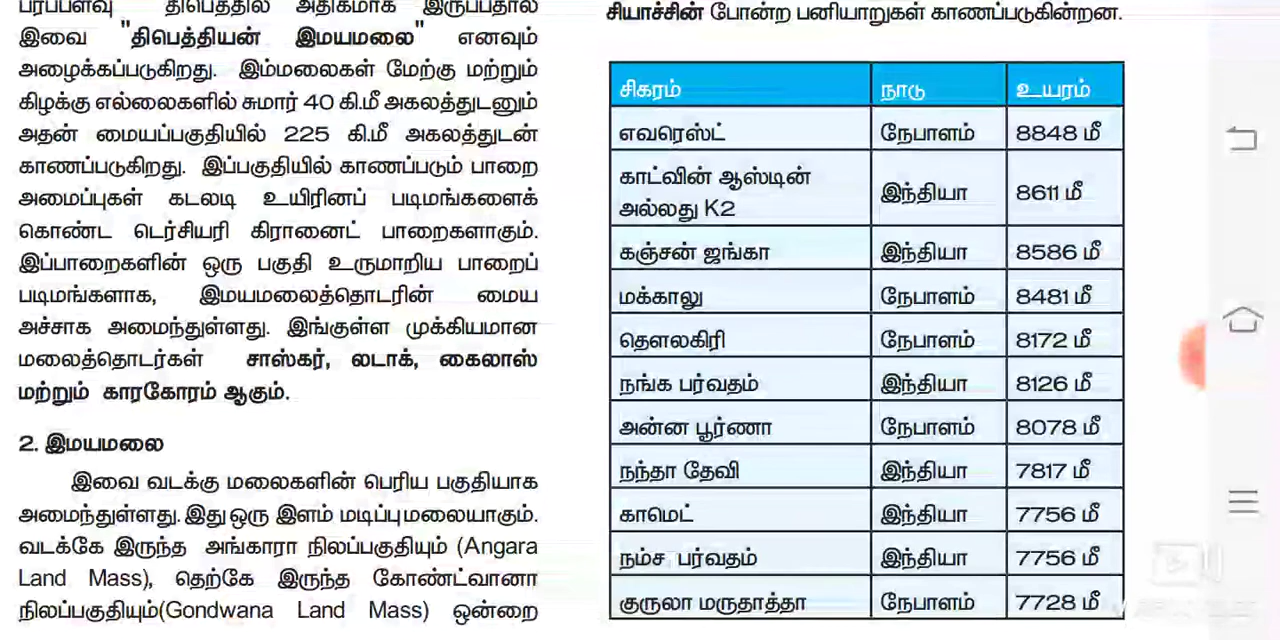 பரப்பளவு திபெத்தில் அதிகமாக இருப்பதால்
இவை "திபெத்தியன் இமயமலை" எனவும்
அழைக்கப்படுகிறது. இம்மலைகள் மேற்கு மற்றும்
கிழக்கு எல்லைகளில் சுமார் 40 கி.மீ அகலத்துடனும்
அதன் மையப்பகுதியில் 225 கி.மீ அகலத்துடன்
காணப்படுகிறது. இப்பகுதியில் காணப்படும் பாறை
அமைப்புகள் கடலடி உயிரினப் படிமங்களைக்
கொண்ட டெர்சியரி கிரானைட் பாறைகளாகும்.
இப்பாறைகளின் ஒரு பகுதி உருமாறிய பாறைப்
படிமங்களாக, இமயமலைத்தொடரின் மைய
அச்சாக அமைந்துள்ளது. இங்குள்ள முக்கியமான
மலைத்தொடர்கள் சாஸ்கர், லடாக், கைலாஸ்
மற்றும் காரகோரம் ஆகும்.
2. இமயமலை
இவை வடக்கு மலைகளின் பெரிய பகுதியாக
அமைந்துள்ளது. இது ஒரு இளம் மடிப்பு மலையாகும்.
வடக்கே இருந்த அங்காரா நிலப்பகுதியும் (Angara
Land Mass), தெற்கே இருந்த கோண்ட்வானா
நிலப்பகுதியும்(Gondwana Land Mass) ஒன்றை
சியாச்சின் போன்ற பனியாறுகள் காணப்படுகின்றன.
சிகரம் நாடு உயரம்
எவரெஸ்ட் நேபாளம் 8848 மீ
காட்வின் ஆஸ்டின்
அல்லது K2 இந்தியா 8611 மீ
கஞ்சன் ஜங்கா இந்தியா 8586 மீ
மக்காலு நேபாளம் 8481 மீ
தௌலகிரி நேபாளம் 8172 மீ
நங்க பர்வதம் இந்தியா 8126 மீ
அன்ன பூர்ணா நேபாளம் 8078 மீ
நந்தா தேவி இந்தியா 7817 மீ
காமெட் இந்தியா 7756 மீ
நம்ச பர்வதம் இந்தியா 7756 மீ
குருலா மருதாத்தா நேபாளம் 7728 மீ